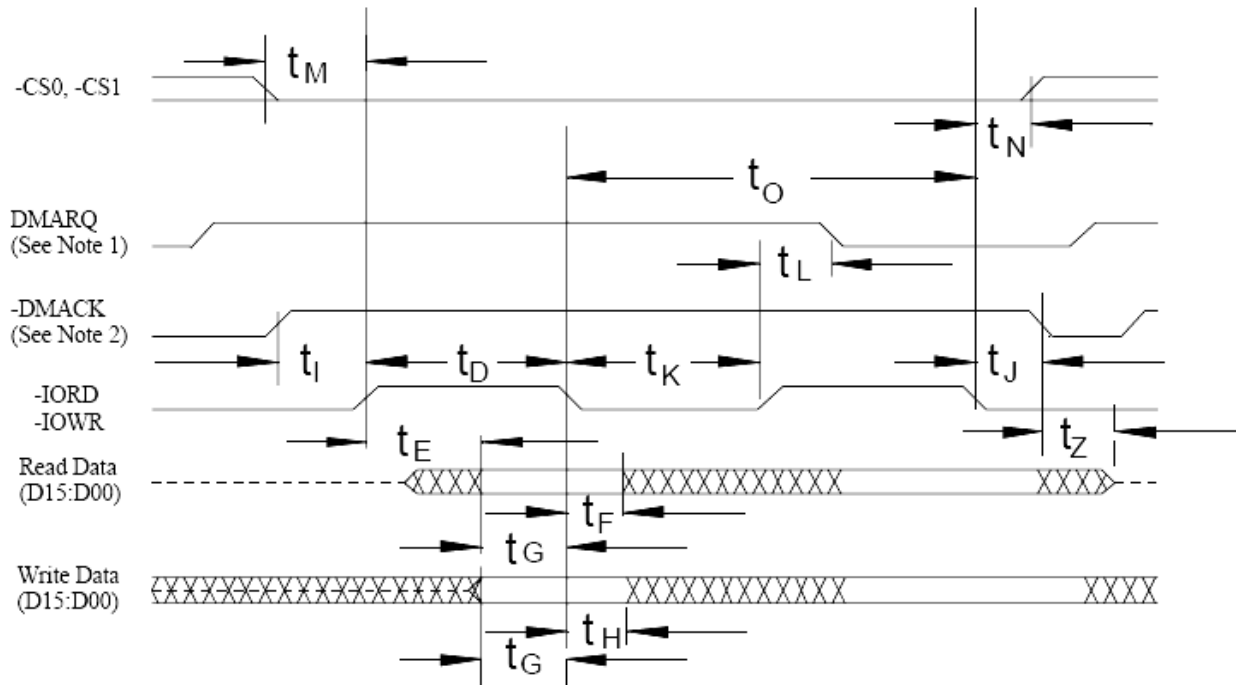 tM
-CS0, -CS1
tN
tO
DMARQ
(See Note 1)
tL
-DMACK
(See Note 2)
tI
tD
tK
tJ
-IORD
-IOWR
tE
tZ
Read Data
(D15:D00)
tF
tG
Write Data
(D15:D00)
tH
tG